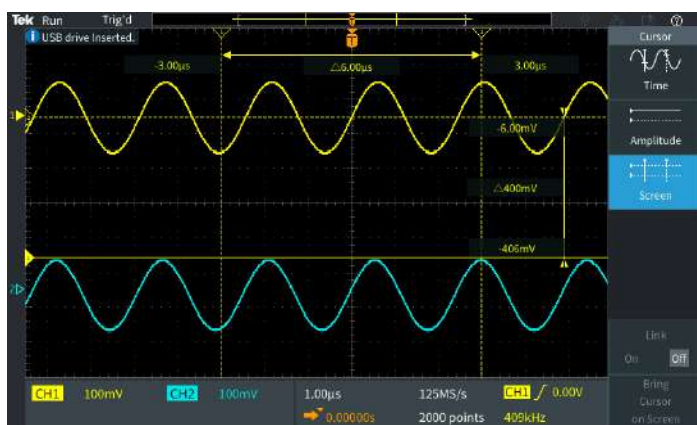 Tek Run Trig'd
USB drive Inserted.
Cursor
-3.00µs
△6.00µs
3.00µs
Time
-6.00mV
Amplitude
△400mV
Screen
-406mV
Link
On Off
CH1 100mV CH2 100mV 1.00µs 125MS/s CH1 0.00V
0.00000s 2000 points 409kHz
Bring
Cursor
on Screen